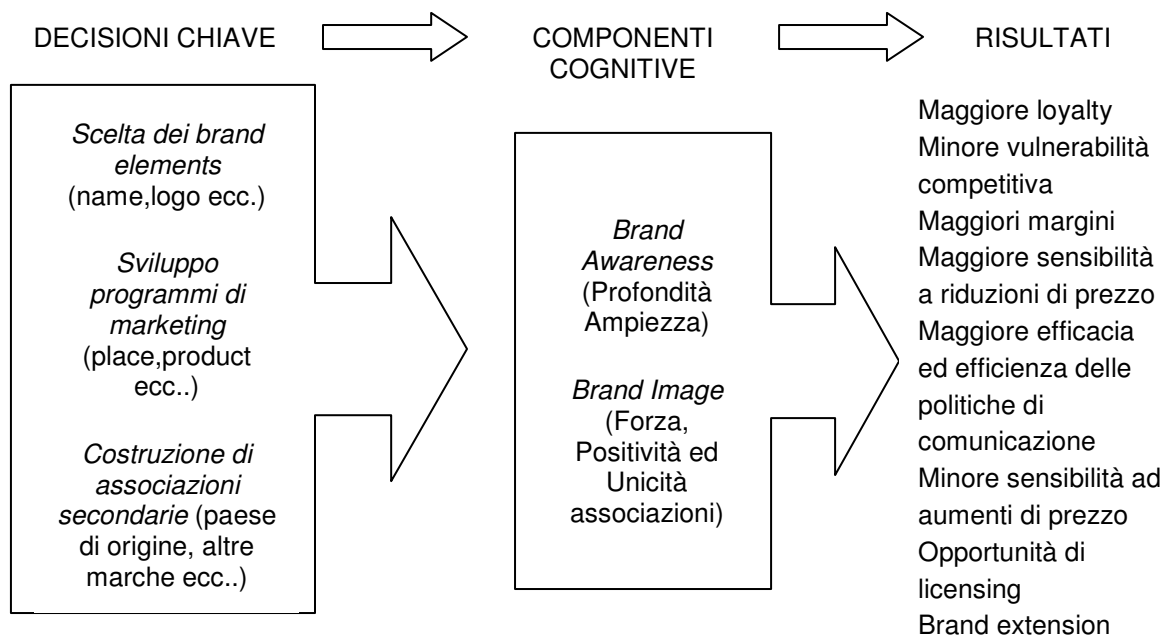 DECISIONI CHIAVE
COMPONENTI
COGNITIVE
RISULTATI
Scelta dei brand
elements
(name,logo ecc.)
Sviluppo
programmi di
marketing
(place,product
ecc..)
Costruzione di
associazioni
secondarie (paese
di origine, altre
marche ecc..)
Brand
Awareness
(Profondità
Ampiezza)
Brand Image
(Forza,
Positività ed
Unicità
associazioni)
Maggiore loyalty
Minore vulnerabilità
competitiva
Maggiori margini
Maggiore sensibilità
a riduzioni di prezzo
Maggiore efficacia
ed efficienza delle
politiche di
comunicazione
Minore sensibilità ad
aumenti di prezzo
Opportunità di
licensing
Brand extension